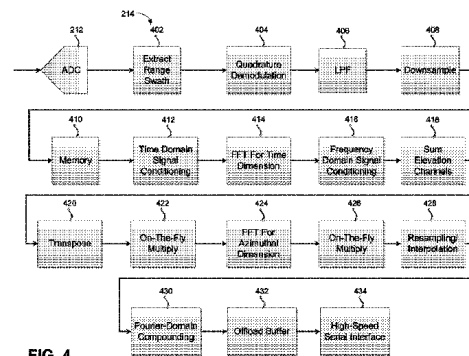 214
212
402
404
406
408
ADC
Extract
Range
Swath
Quadrature
Demodulation
LPF
Downsample
410
412
414
416
418
Memory
Time Domain
Signal
Conditioning
FFT For Time
Dimension
Frequency
Domain Signal
Conditioning
Sum
Elevation
Channels
420
422
424
426
428
Transpose
On-The-Fly
Multiply
FFT For
Azimuthal
Dimension
On-The-Fly
Multiply
Resampling/
Interpolation
430
432
434
Fourier-Domain
Compounding
Offload Buffer
High-Speed
Serial Interface
FIG. 4